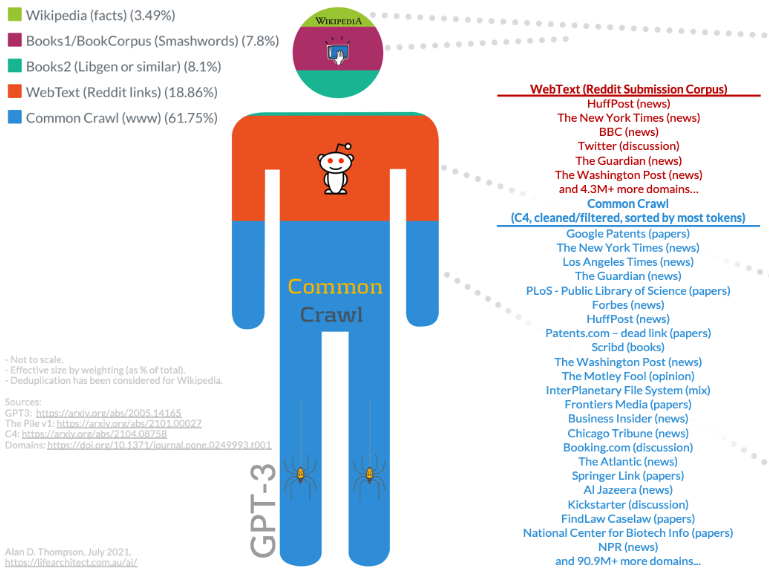 Wikipedia (facts) (3.49%)
Books1/BookCorpus (Smashwords) (7.8%)
Books2 (Libgen or similar) (8.1%)
WebText (Reddit links) (18.86%)
Common Crawl (www) (61.75%)
WIKIPEDIA
Common
Crawl
GPT-3
WebText (Reddit Submission Corpus)
HuffPost (news)
The New York Times (news)
BBC (news)
Twitter (discussion)
The Guardian (news)
The Washington Post (news)
and 4.3M+ more domains...
Common Crawl
(C4, cleaned/filtered, sorted by most tokens)
Google Patents (papers)
The New York Times (news)
Los Angeles Times (news)
The Guardian (news)
PLoS - Public Library of Science (papers)
Forbes (news)
HuffPost (news)
Patents.com – dead link (papers)
Scribd (books)
The Washington Post (news)
The Motley Fool (opinion)
InterPlanetary File System (mix)
Frontiers Media (papers)
Business Insider (news)
Chicago Tribune (news)
Booking.com (discussion)
The Atlantic (news)
Springer Link (papers)
Al Jazeera (news)
Kickstarter (discussion)
FindLaw Caselaw (papers)
National Center for Biotech Info (papers)
NPR (news)
and 90.9M+ more domains...
- Not to scale.
- Effective size by weighting (as % of total).
- Deduplication has been considered for Wikipedia.
Sources:
GPT3: https://arxiv.org/abs/2005.14165
The Pile v1: https://arxiv.org/abs/2101.00027
C4: https://arxiv.org/abs/2104.08758
Domains: https://doi.org/10.1371/journal.pone.0249993.t001
Alan D. Thompson. July 2021.
https://lifearchitect.com.au/ai/